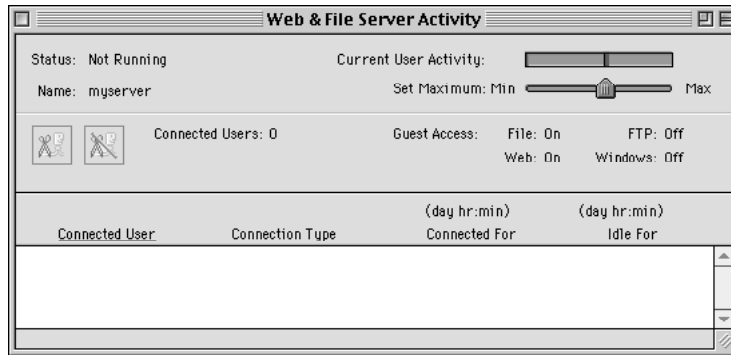 Web & File Server Activity
Status: Not Running
Current User Activity:
Name: myserver
Set Maximum: Min Max
Connected Users: 0
Guest Access: File: On FTP: Off
Web: On Windows: Off
(day hr:min) (day hr:min)
Connected User Connection Type Connected For Idle For